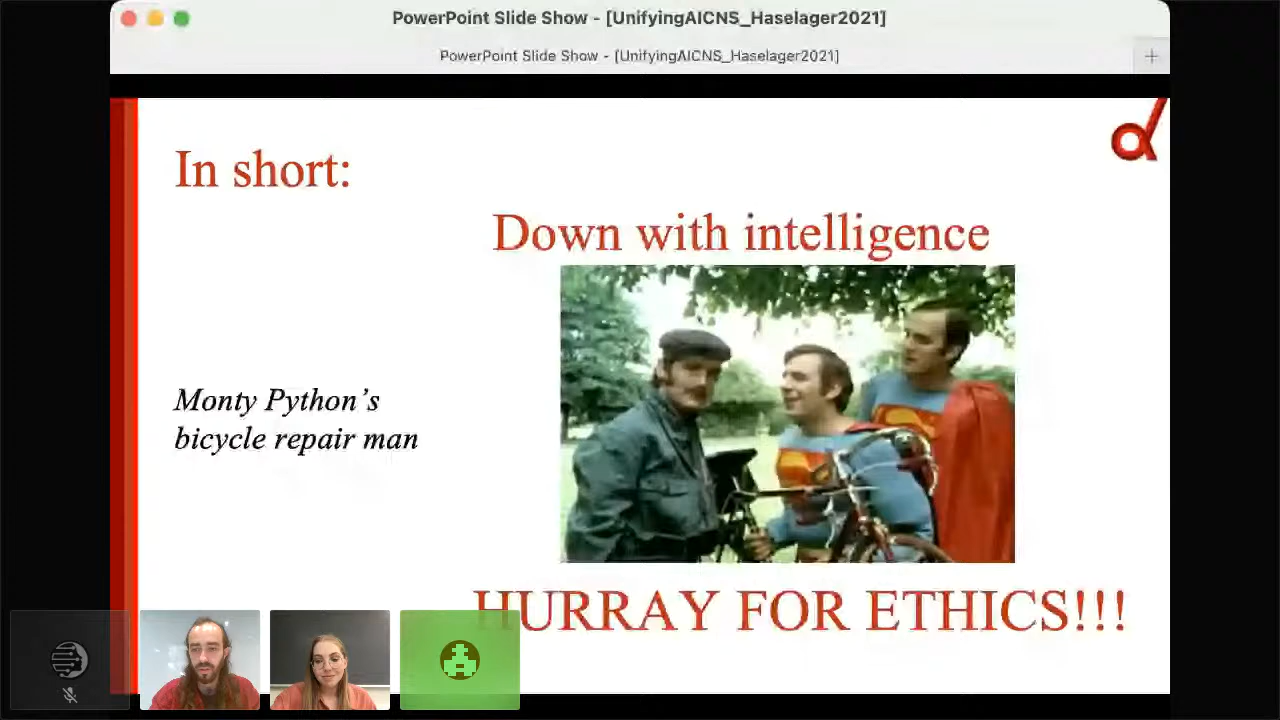 PowerPoint Slide Show - [UnifyingAICNS_Haselager2021]
PowerPoint Slide Show - [UnifyingAICNS_Haselager2021]
In short:
Down with intelligence
Monty Python's
bicycle repair man
HURRAY FOR ETHICS!!!